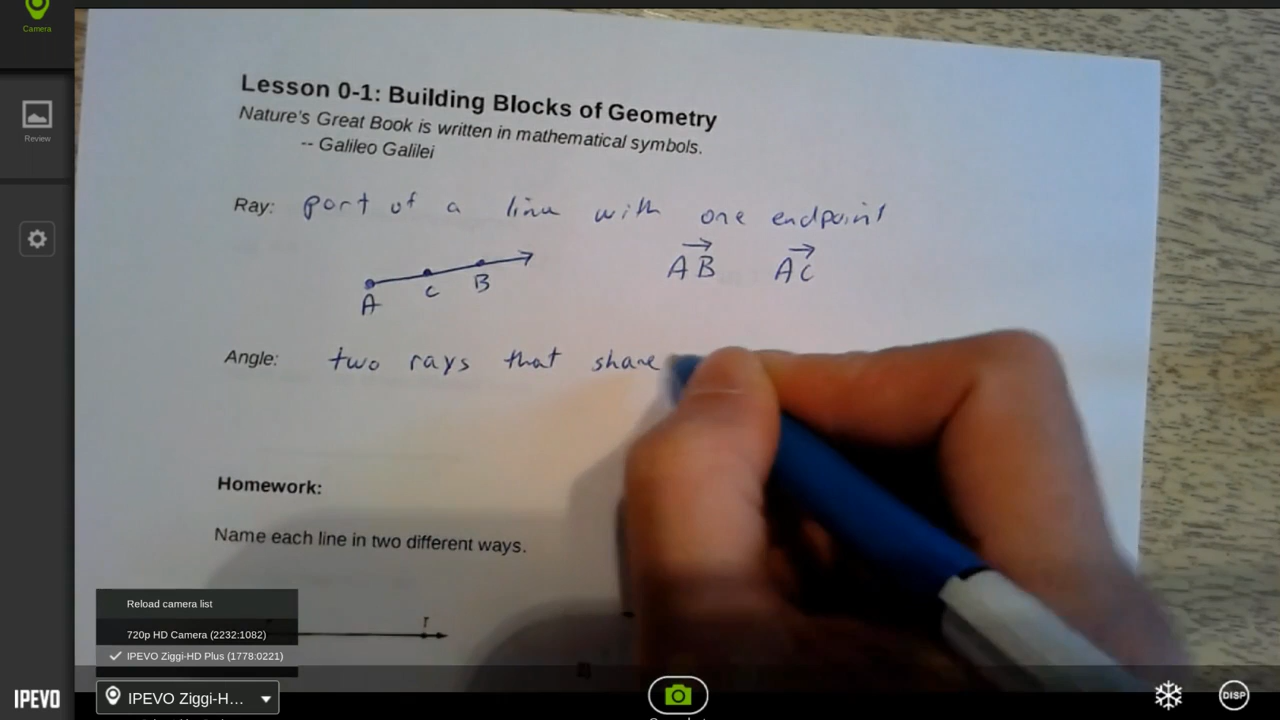 Camera
Lesson 0-1: Building Blocks of Geometry
Nature's Great Book is written in mathematical symbols.
-- Galileo Galilei
Review
Ray: part of a line with one endpoint
AB AC
A C B
Angle: two rays that share
Homework:
Name each line in two different ways.
Reload camera list
720p HD Camera (2232:1082)
IPEVO Ziggi-HD Plus (1778:0221)
IPEVO
IPEVO Ziggi-H...
DISP